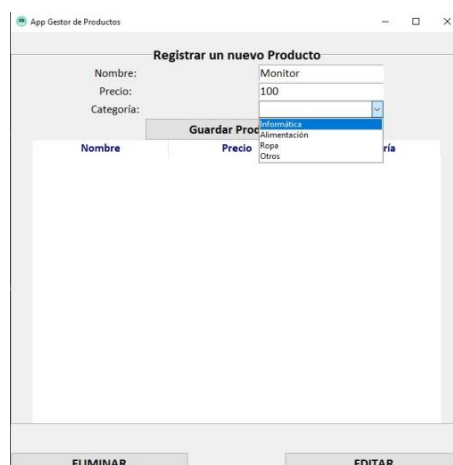 App Gestor de Productos
Registrar un nuevo Producto
Nombre: Monitor
Precio: 100
Categoría:
Informática
Alimentación
Ropa
Otros
Guardar Prod
Nombre Precio ría
ELIMINAR EDITAR